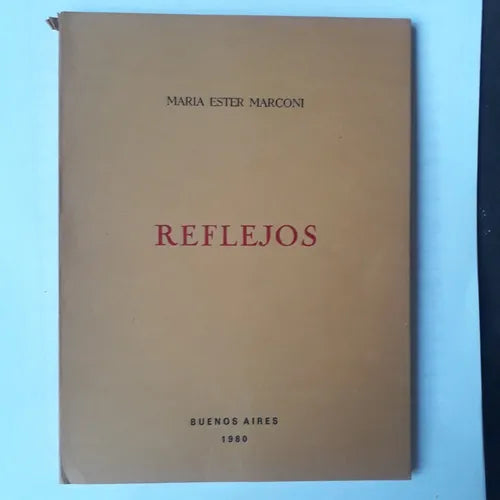 MARIA ESTER MARCONI
REFLEJOS
BUENOS AIRES
1980